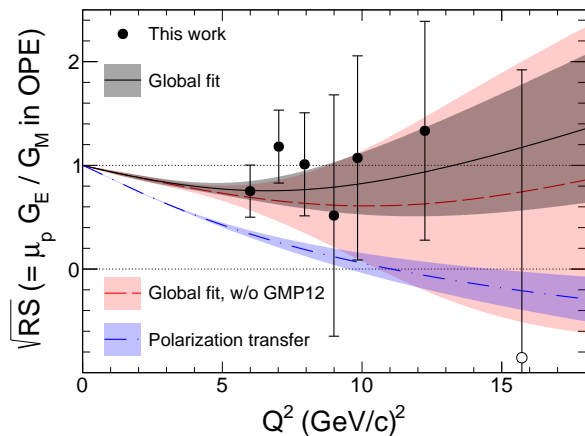 √RS (= μp GE / GM in OPE)
2
1
0
This work
Global fit
Global fit, w/o GMP12
Polarization transfer
0
5
10
15
Q² (GeV/c)²